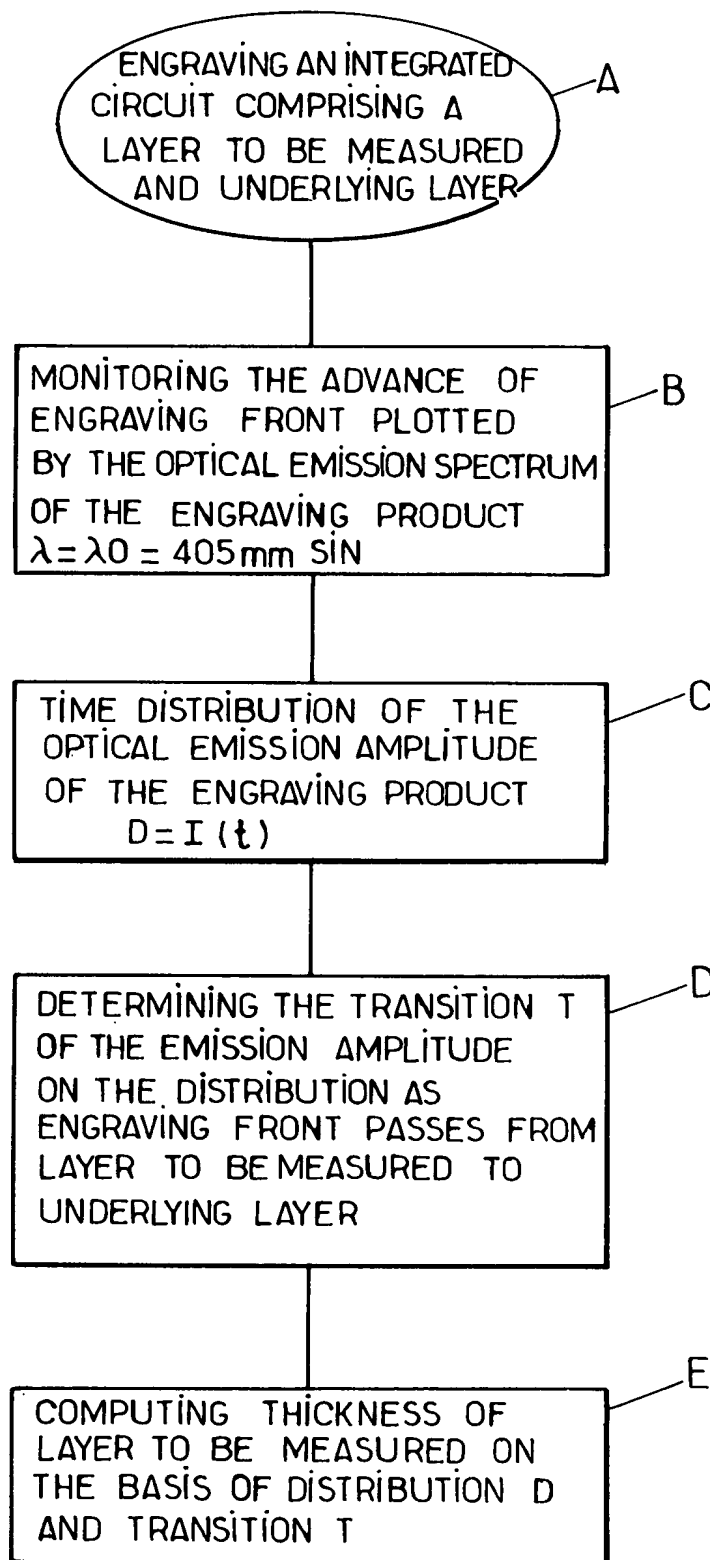 ENGRAVING AN INTEGRATED
CIRCUIT COMPRISING A
LAYER TO BE MEASURED
AND UNDERLYING LAYER
A
MONITORING THE ADVANCE OF
ENGRAVING FRONT PLOTTED
BY THE OPTICAL EMISSION SPECTRUM
OF THE ENGRAVING PRODUCT
λ = λ0 = 405mm SIN
B
TIME DISTRIBUTION OF THE
OPTICAL EMISSION AMPLITUDE
OF THE ENGRAVING PRODUCT
D = I (t)
C
DETERMINING THE TRANSITION T
OF THE EMISSION AMPLITUDE
ON THE DISTRIBUTION AS
ENGRAVING FRONT PASSES FROM
LAYER TO BE MEASURED TO
UNDERLYING LAYER
D
COMPUTING THICKNESS OF
LAYER TO BE MEASURED ON
THE BASIS OF DISTRIBUTION D
AND TRANSITION T
E